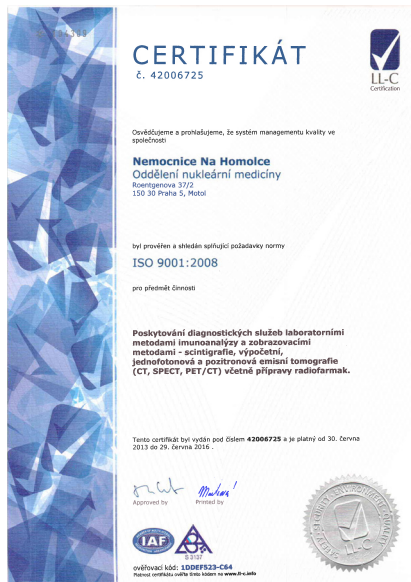 CERTIFIKÁT
č. 42006725
LL-C
Certification
Osvědčujeme a prohlašujeme, že systém managementu kvality ve
společnosti
Nemocnice Na Homolce
Oddělení nukleární medicíny
Roentgenova 37/2
150 30 Praha 5, Motol
byl prověřen a shledán splňující požadavky normy
ISO 9001:2008
pro předmět činnosti
Poskytování diagnostických služeb laboratorními
metodami imunoanalýzy a zobrazovacími
metodami - scintigrafie, výpočetní,
jednofotonová a pozitronová emisní tomografie
(CT, SPECT, PET/CT) včetně přípravy radiofarmak.
Tento certifikát byl vydán pod číslem 42006725 a je platný od 30. června
2013 do 29. června 2016 .
Approved by
Printed by
IAF
S 3137
LL-C
ověřovací kód: 1DDEF523-C64
Platnost certifikátu ověřte tímto kódem na www.ll-c.info